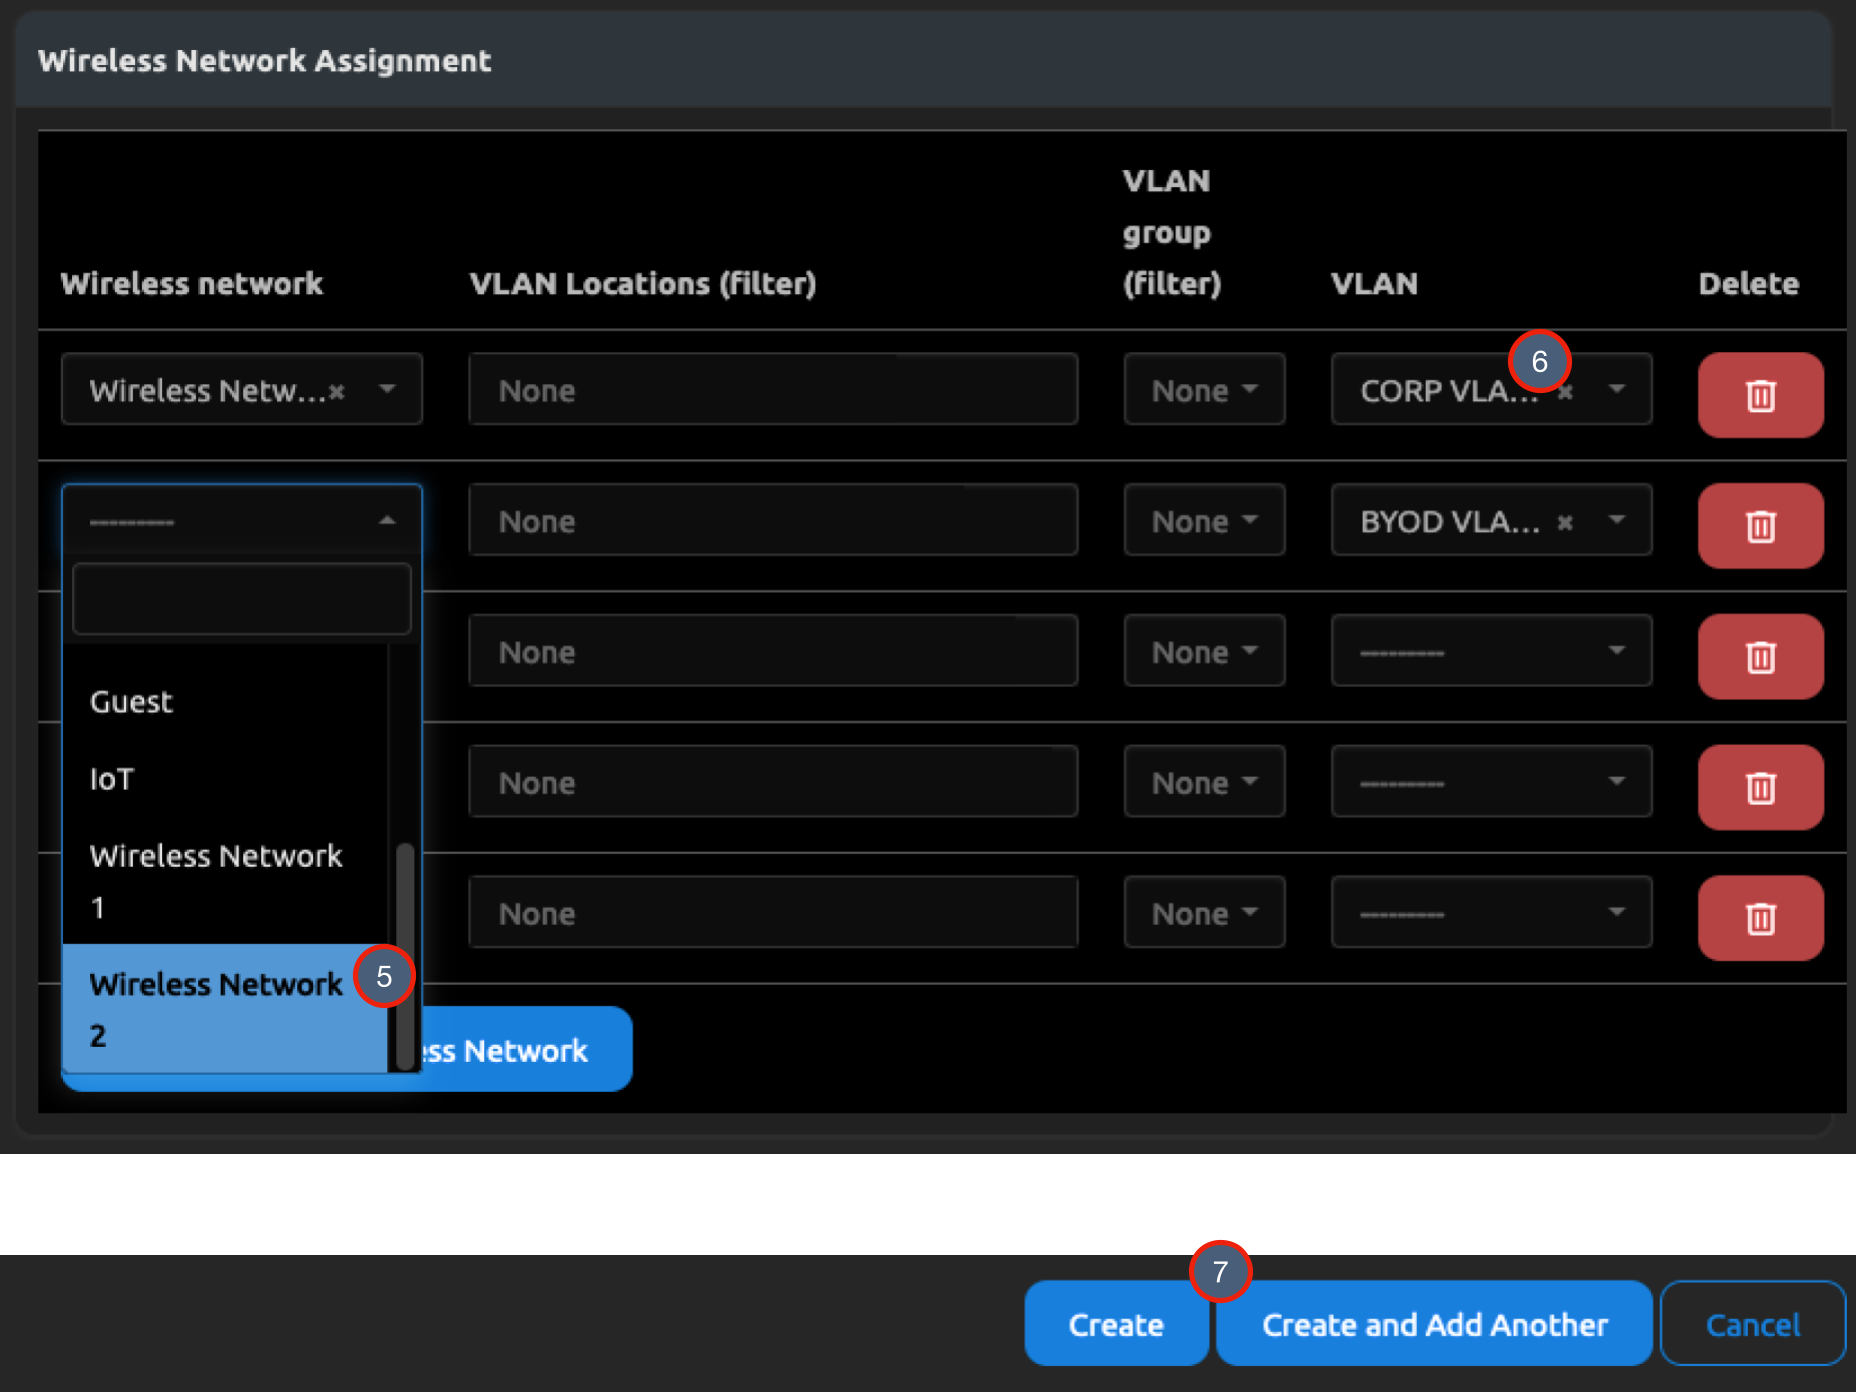 Wireless Network Assignment
Wireless network
VLAN Locations (filter)
VLAN
group
(filter)
VLAN
Delete
Wireless Netw...
None
None
6
CORP VLA...
---------
None
None
BYOD VLA...
None
None
---------
Guest
IoT
None
None
---------
Wireless Network
1
None
None
---------
Wireless Network
2
5
Network
7
Create
Create and Add Another
Cancel